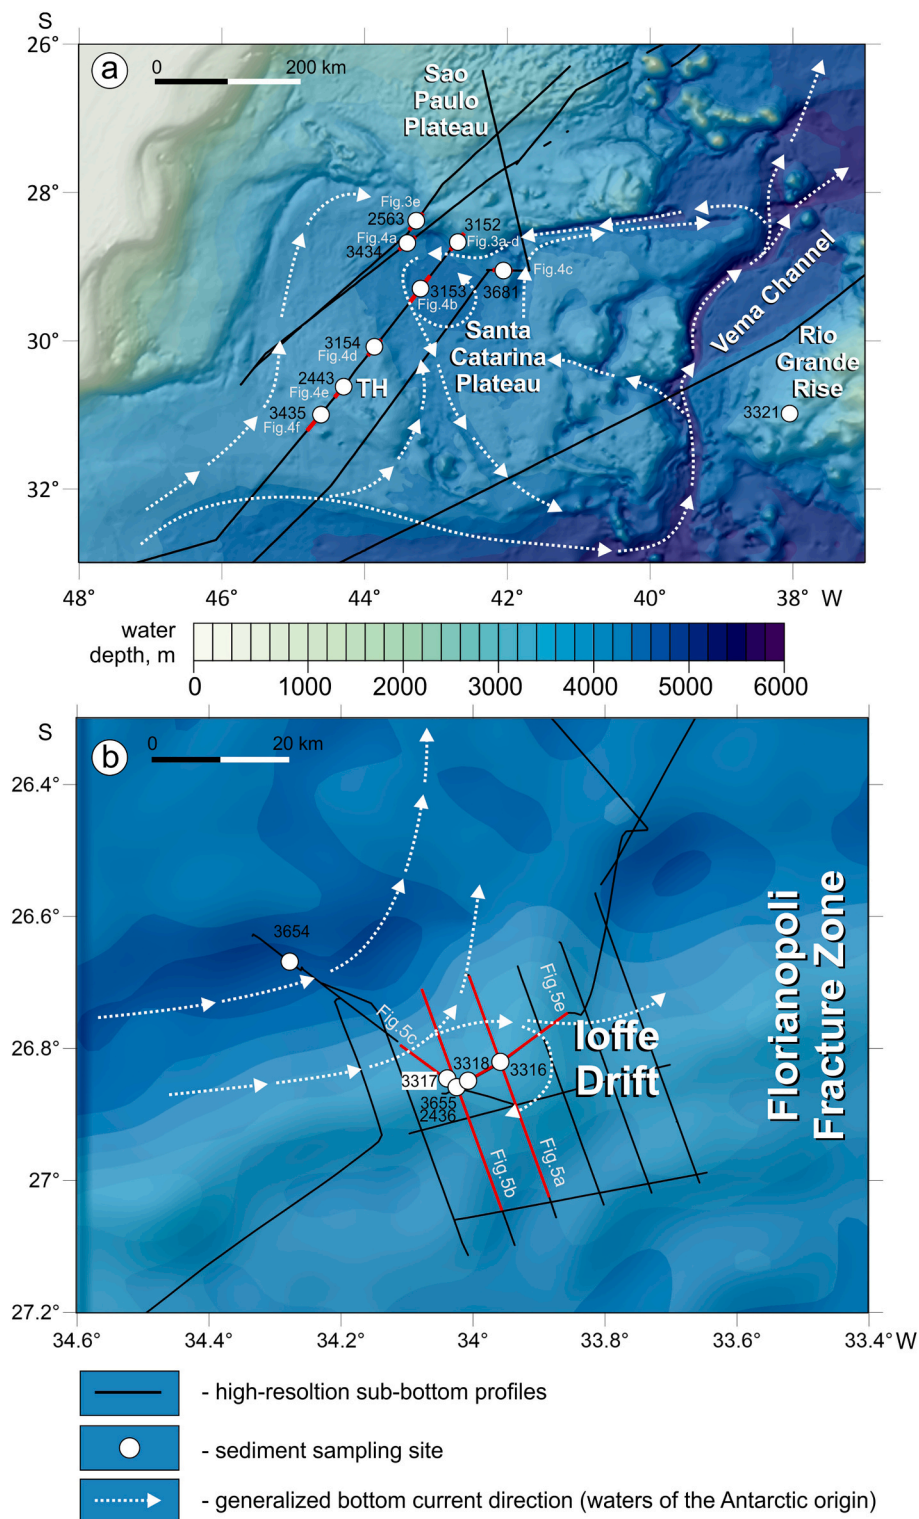 S
26°
a
0 200 km
Sao
Paulo
Plateau
28°
Fig.3e
2563
Fig.4a
3434
3152
Fig.3a-d
Fig.4c
3681
3153
Fig.4b
30°
3154
Fig.4d
2443
Fig.4e
TH
3435
Fig.4f
Santa
Catarina
Plateau
Vema Channel
Rio
Grande
Rise
3321
32°
48° 46° 44° 42° 40° 38° W
water
depth, m
0 1000 2000 3000 4000 5000 6000
S
b
0 20 km
26.4°
26.6°
3654
26.8°
Fig.5c
Fig.5e
Ioffe
Drift
3317
3318
3316
3655
2436
Fig.5b
Fig.5a
Florianopoli
Fracture Zone
27°
27.2°
34.6° 34.4° 34.2° 34° 33.8° 33.6° 33.4° W
- high-resoltion sub-bottom profiles
- sediment sampling site
- generalized bottom current direction (waters of the Antarctic origin)